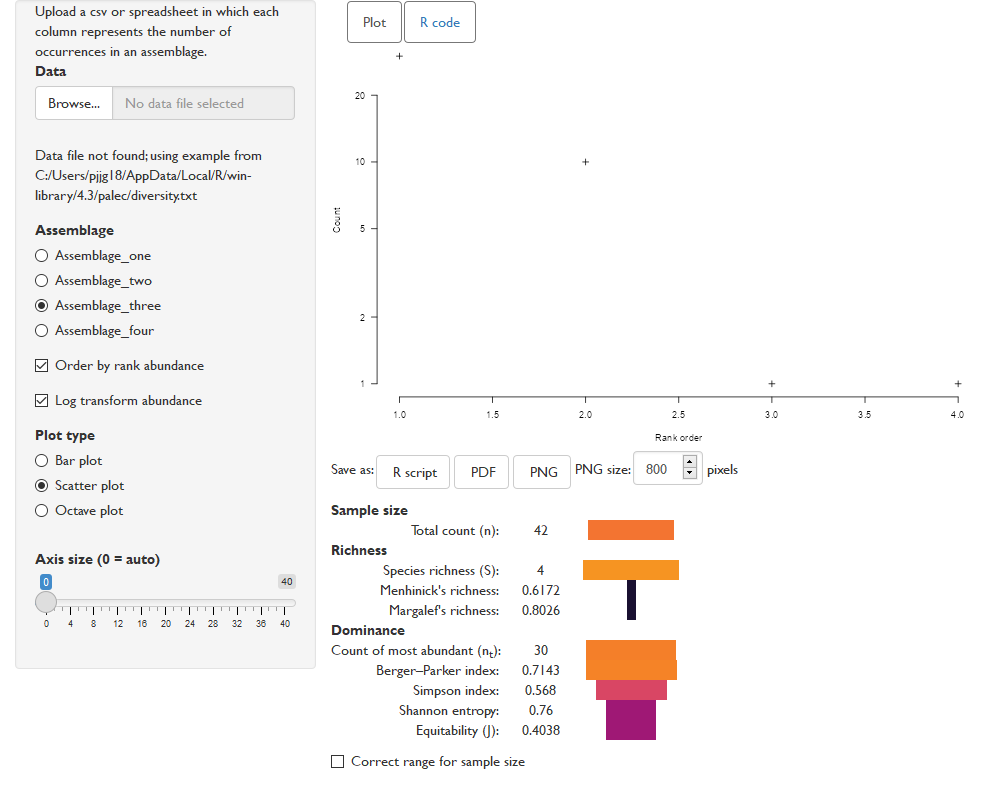 Upload a csv or spreadsheet in which each
column represents the number of
occurrences in an assemblage.
Data
Browse... No data file selected
Data file not found; using example from
C:/Users/pjjg18/AppData/Local/R/win-
library/4.3/palec/diversity.txt
Assemblage
Assemblage_one
Assemblage_two
Assemblage_three
Assemblage_four
Order by rank abundance
Log transform abundance
Plot type
Bar plot
Scatter plot
Octave plot
Axis size (0 = auto)
0 40
0 4 8 12 16 20 24 28 32 36 40
Plot R code
20
10
5
2
1
Count
1.0 1.5 2.0 2.5 3.0 3.5 4.0
Rank order
Save as: R script PDF PNG PNG size: 800 pixels
Sample size
Total count (n): 42
Richness
Species richness (S): 4
Menhinick's richness: 0.6172
Margalef's richness: 0.8026
Dominance
Count of most abundant (nt): 30
Berger–Parker index: 0.7143
Simpson index: 0.568
Shannon entropy: 0.76
Equitability (J): 0.4038
Correct range for sample size